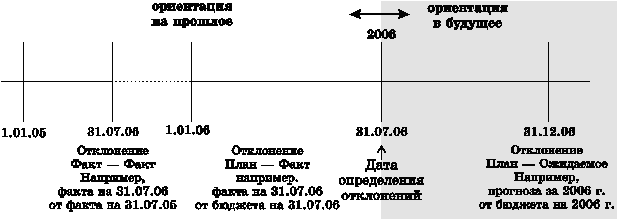 ориентация
на прошлое
ориентация
в будущее
2006
1.01.05
31.07.06
1.01.06
31.07.06
31.12.06
Отклонение
Факт — Факт
Например,
факта на 31.07.06
от факта на 31.07.05
Отклонение
План — Факт
например.
факта на 31.07.06
от бюджета на 31.07.06
Дата
определения
отклонений
Отклонение
План — Ожидаемое
Например,
прогноза за 2006 г.
от бюджета на 2006 г.